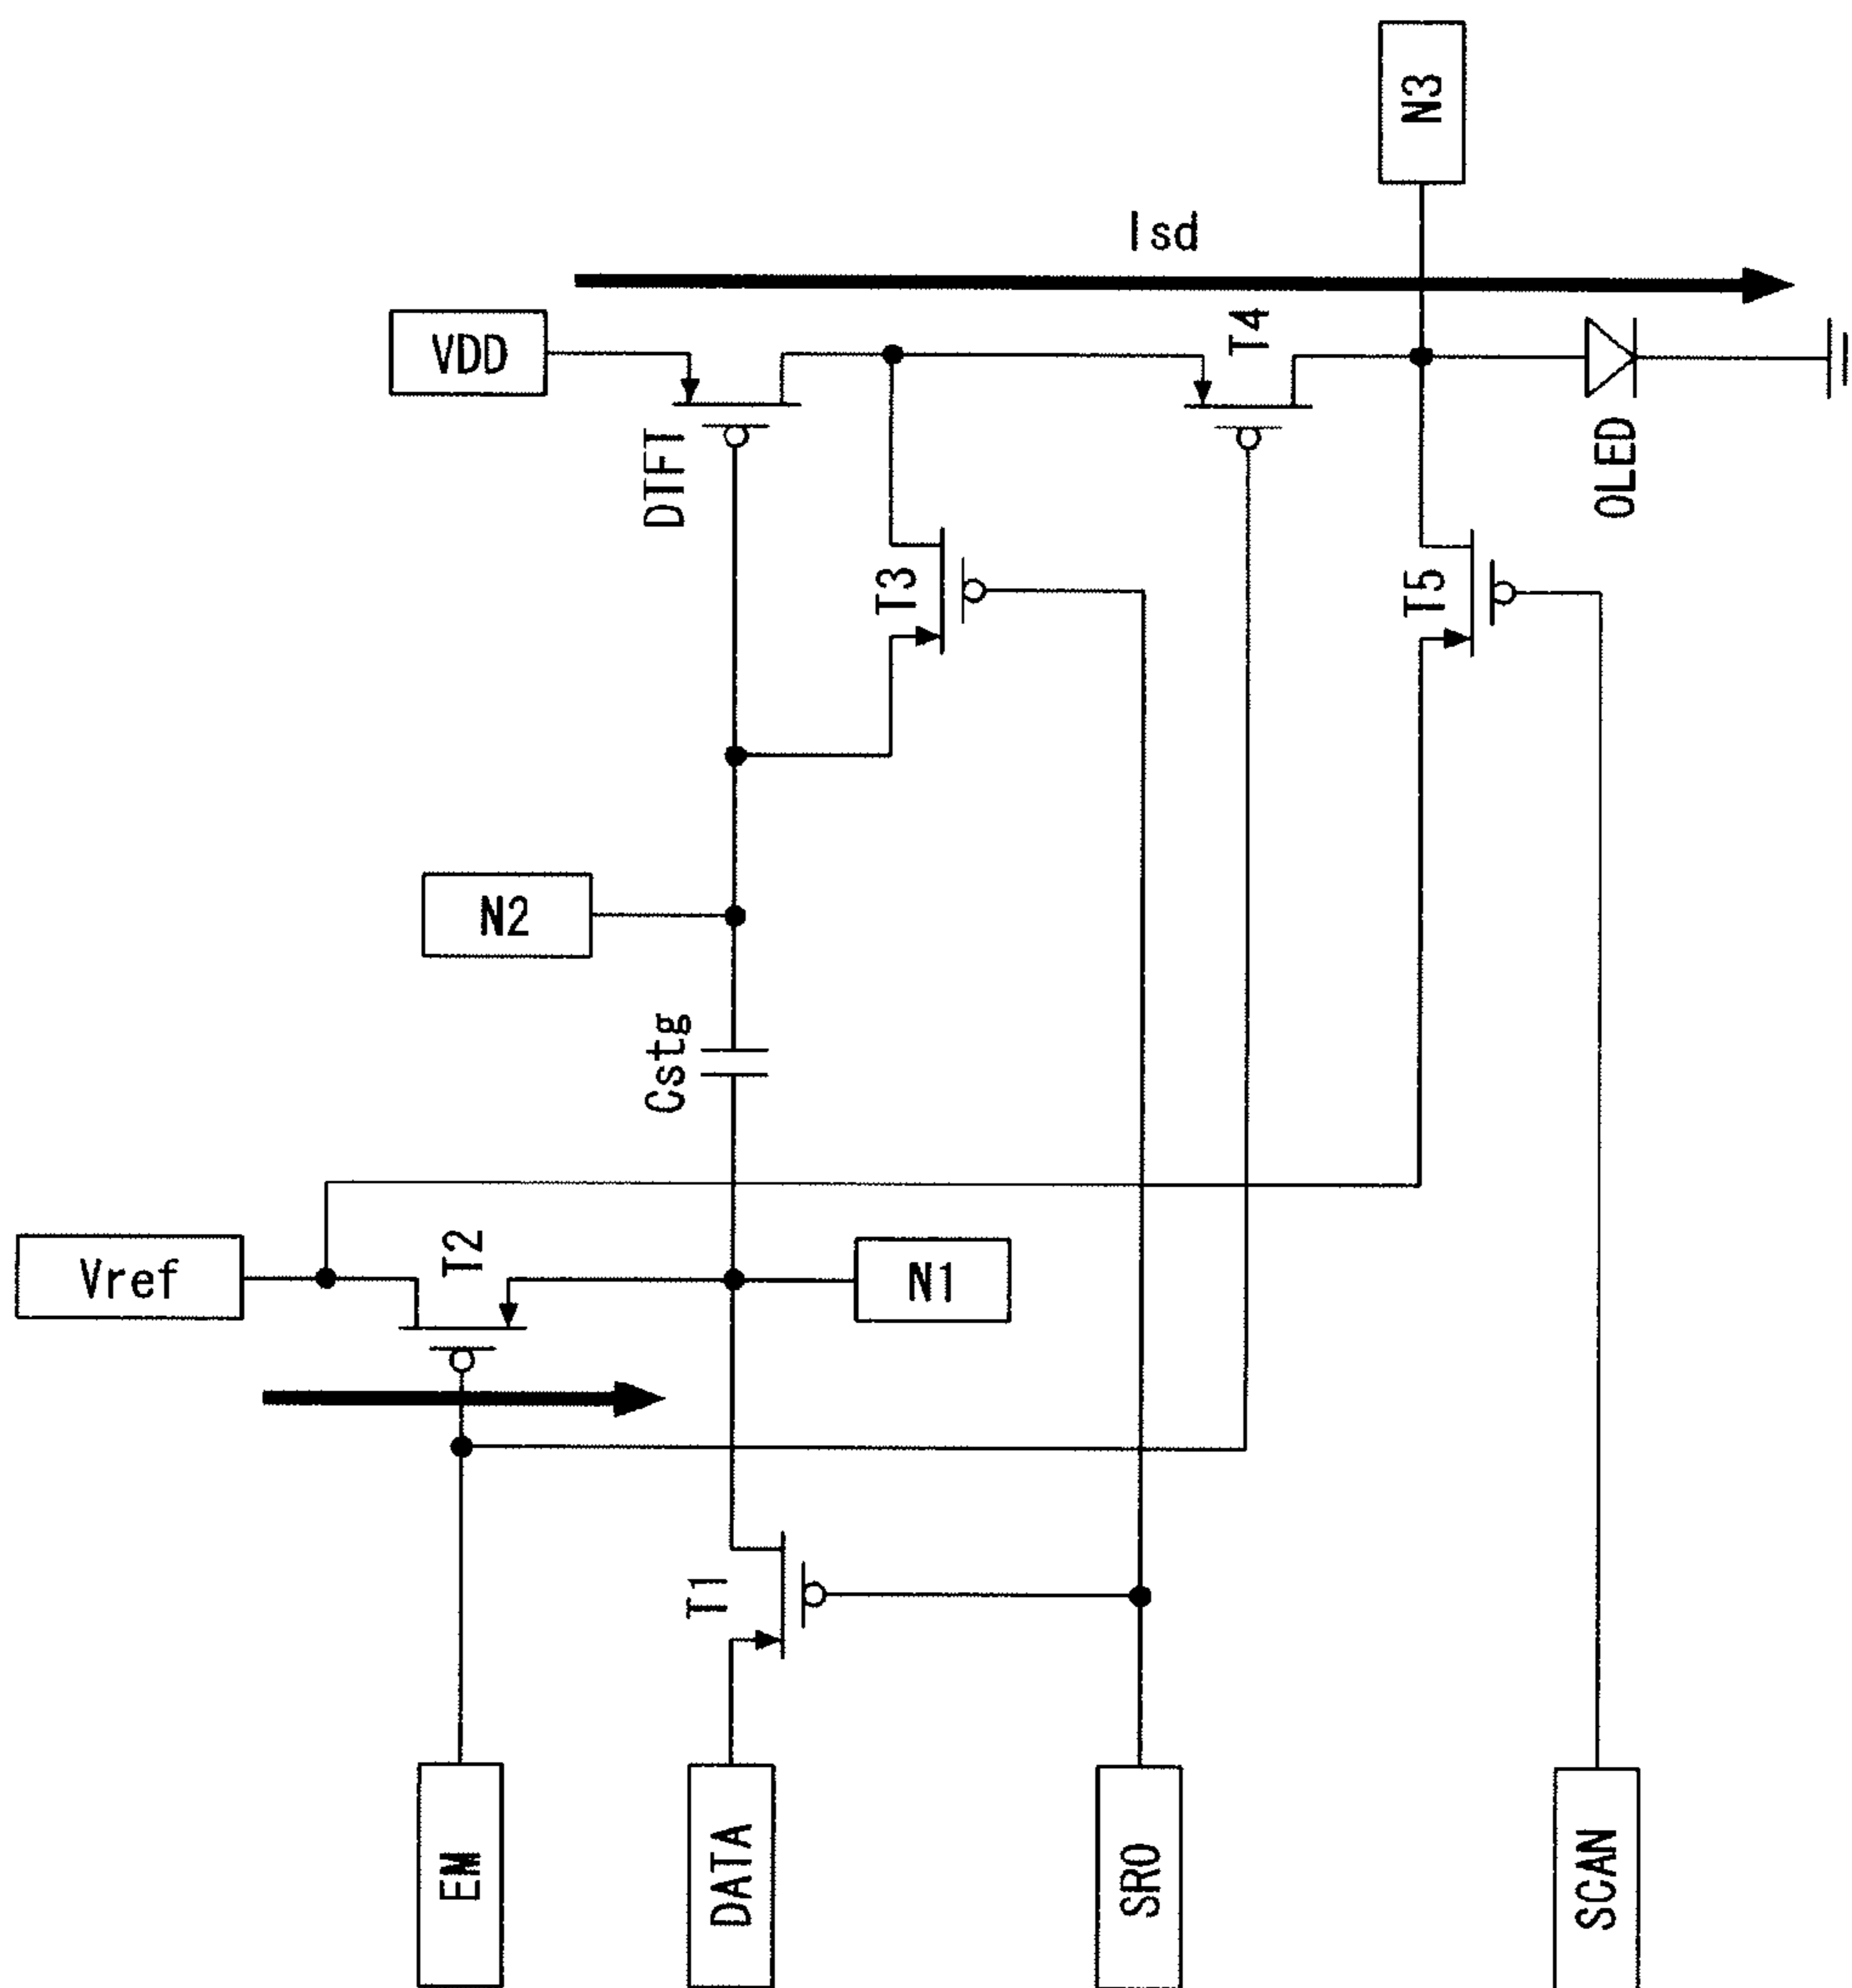 N3
Isd
VDD
T4
DTFT
T3
T5
OLED
N2
Cstg
Vref
T2
N1
T1
EM
DATA
SRO
SCAN